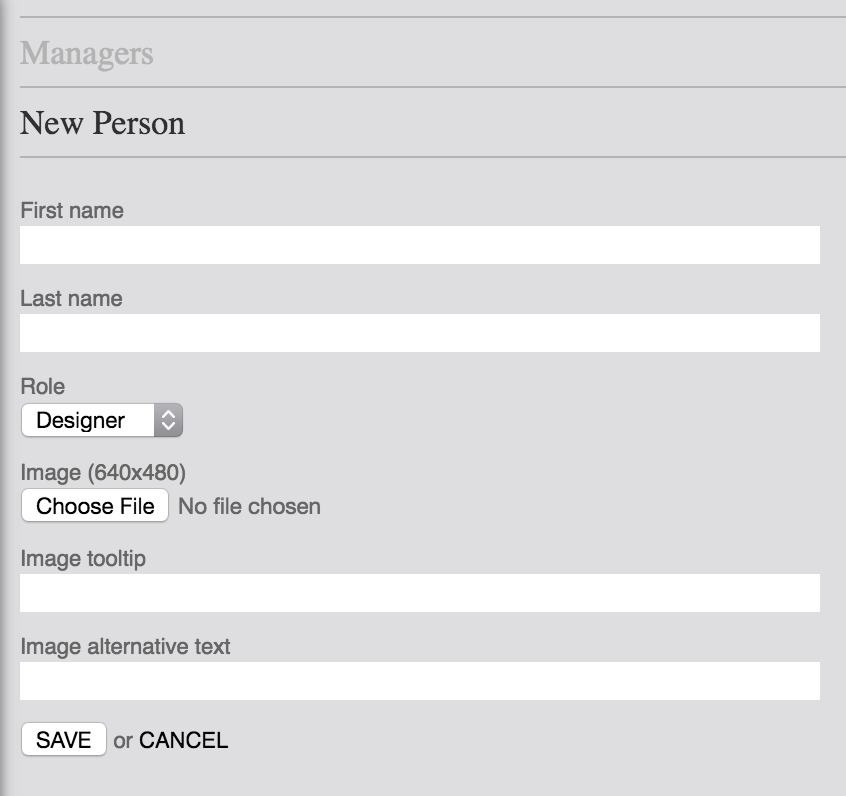 Managers
New Person
First name
Last name
Role
Designer
Image (640x480)
Choose File No file chosen
Image tooltip
Image alternative text
SAVE or CANCEL